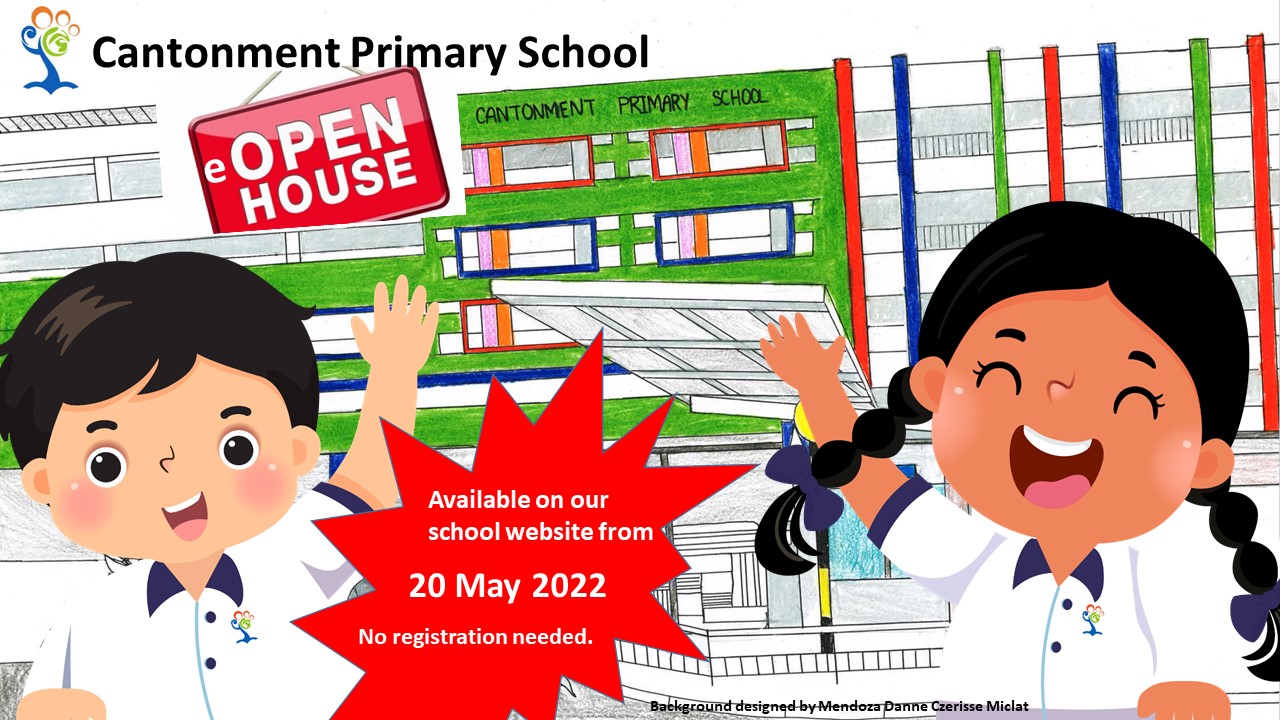 Cantonment Primary School
e OPEN
HOUSE
CANTONMENT PRIMARY SCHOOL
Available on our
school website from
20 May 2022
No registration needed.
Background designed by Mendoza Danne Czerisse Miclat